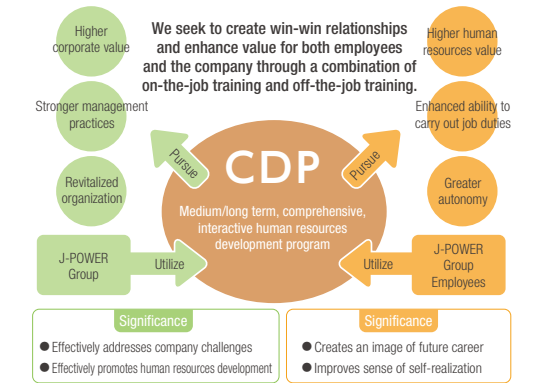 We seek to create win-win relationships
and enhance value for both employees
and the company through a combination of
on-the-job training and off-the-job training.
Higher
corporate value
Stronger management
practices
Revitalized
organization
J-POWER
Group
Pursue
Utilize
CDP
Medium/long term, comprehensive,
interactive human resources
development program
Pursue
Utilize
Higher human
resources value
Enhanced ability to
carry out job duties
Greater
autonomy
J-POWER
Group
Employees
Significance
● Effectively addresses company challenges
● Effectively promotes human resources development
Significance
● Creates an image of future career
● Improves sense of self-realization